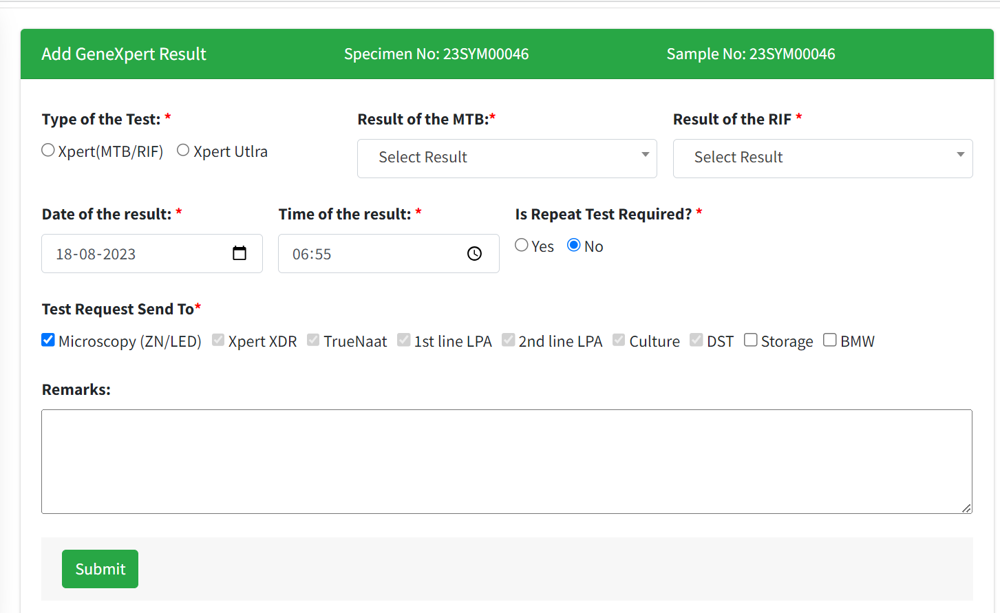 Add GeneXpert Result Specimen No: 23SYM00046 Sample No: 23SYM00046
Type of the Test: * Result of the MTB:* Result of the RIF *
Xpert(MTB/RIF) Xpert Utlra Select Result Select Result
Date of the result: * Time of the result: * Is Repeat Test Required? *
18-08-2023 06:55 Yes No
Test Request Send To*
Microscopy (ZN/LED) Xpert XDR TrueNaat 1st line LPA 2nd line LPA Culture DST Storage BMW
Remarks:
Submit